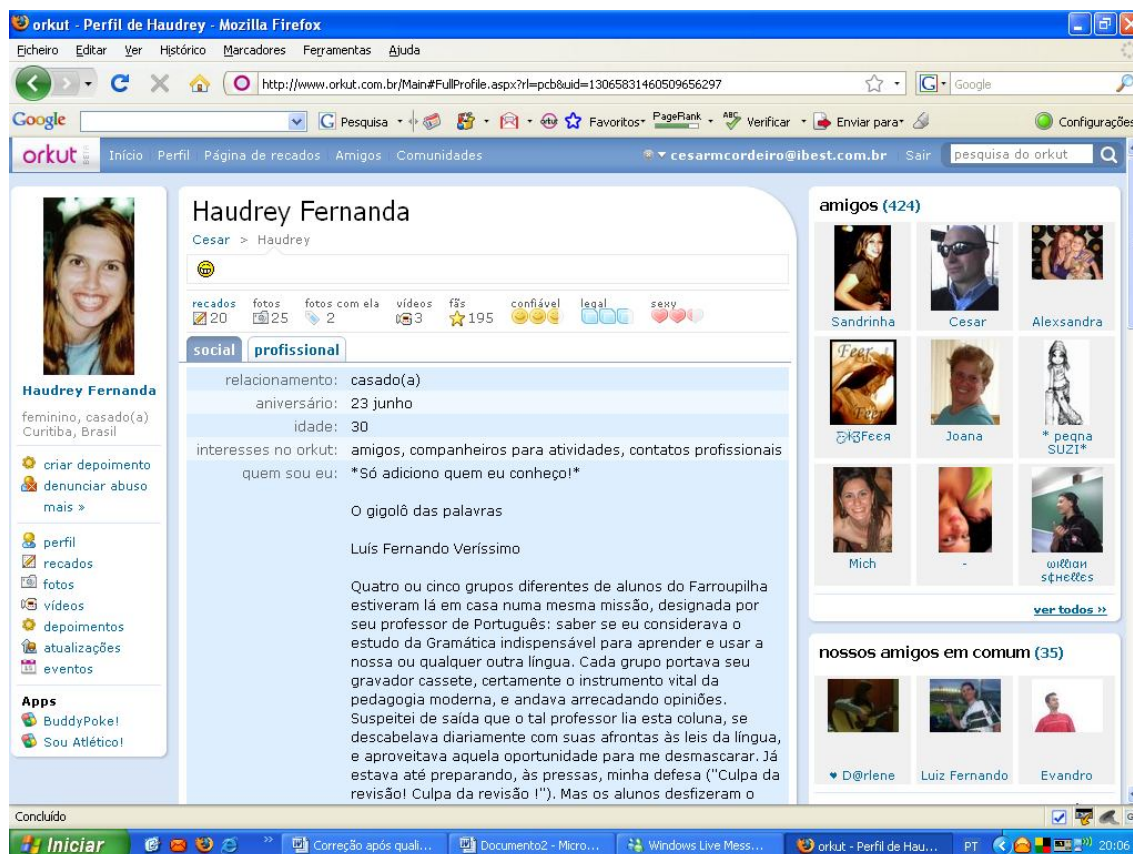 orkut - Perfil de Haudrey - Mozilla Firefox
Ficheiro Editar Ver Histórico Marcadores Ferramentas Ajuda
http://www.orkut.com.br/Main#FullProfile.aspx?rl=pcb&uid=13065831460509656297
Google
Google Pesquisa Favoritos PageRank Verificar Enviar para Configurações
orkut Início Perfil Página de recados Amigos Comunidades cesarmcordeiro@ibest.com.br Sair pesquisa do orkut
Haudrey Fernanda
feminino, casado(a)
Curitiba, Brasil
criar depoimento
denunciar abuso
mais »
perfil
recados
fotos
vídeos
depoimentos
atualizações
eventos
Apps
BuddyPoke!
Sou Atlético!
Haudrey Fernanda
Cesar > Haudrey
recados fotos fotos com ela vídeos fãs confiável legal sexy
20 25 2 3 195
social profissional
relacionamento: casado(a)
aniversário: 23 junho
idade: 30
interesses no orkut: amigos, companheiros para atividades, contatos profissionais
quem sou eu: *Só adiciono quem eu conheço!*
O gigolô das palavras
Luís Fernando Veríssimo
Quatro ou cinco grupos diferentes de alunos do Farroupilha
estiveram lá em casa numa mesma missão, designada por
seu professor de Português: saber se eu considerava o
estudo da Gramática indispensável para aprender e usar a
nossa ou qualquer outra língua. Cada grupo portava seu
gravador cassete, certamente o instrumento vital da
pedagogia moderna, e andava arrecadando opiniões.
Suspeitei de saída que o tal professor lia esta coluna, se
descabelava diariamente com suas afrontas às leis da língua,
e aproveitava aquela oportunidade para me desmascarar. Já
estava até preparando, às pressas, minha defesa ("Culpa da
revisão! Culpa da revisão !"). Mas os alunos desfizeram o
amigos (424)
Sandrinha Cesar Alexsandra
Joana * peqna
SUZI*
Mich -
ver todos »
nossos amigos em comum (35)
♥ D@rlene Luiz Fernando Evandro
Concluído
Iniciar Correção após quali... Documento2 - Micro... Windows Live Mess... orkut - Perfil de Hau... PT 20:06